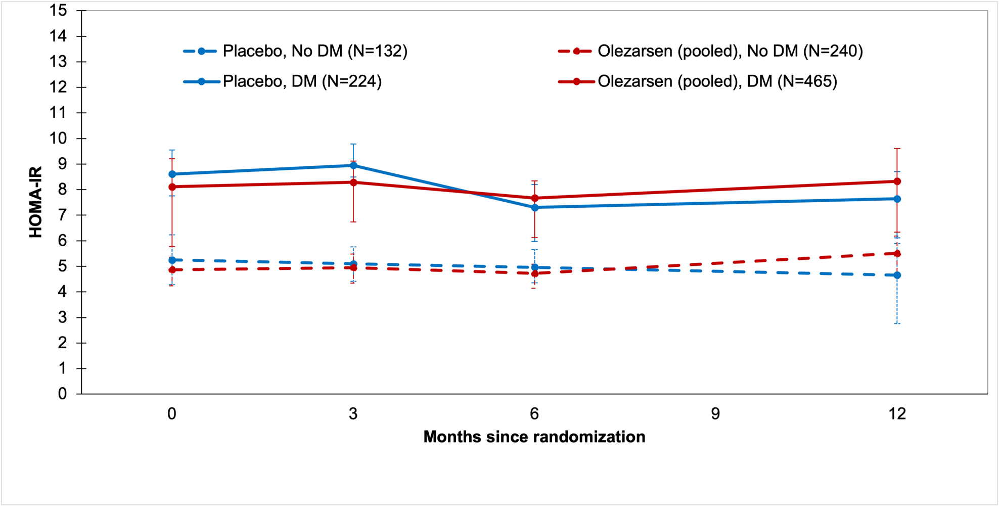 15
14
13
12
11
10
9
8
7
6
5
4
3
2
1
0
HOMA-IR
Placebo, No DM (N=132)
Olezarsen (pooled), No DM (N=240)
Placebo, DM (N=224)
Olezarsen (pooled), DM (N=465)
0 3 6 9 12
Months since randomization